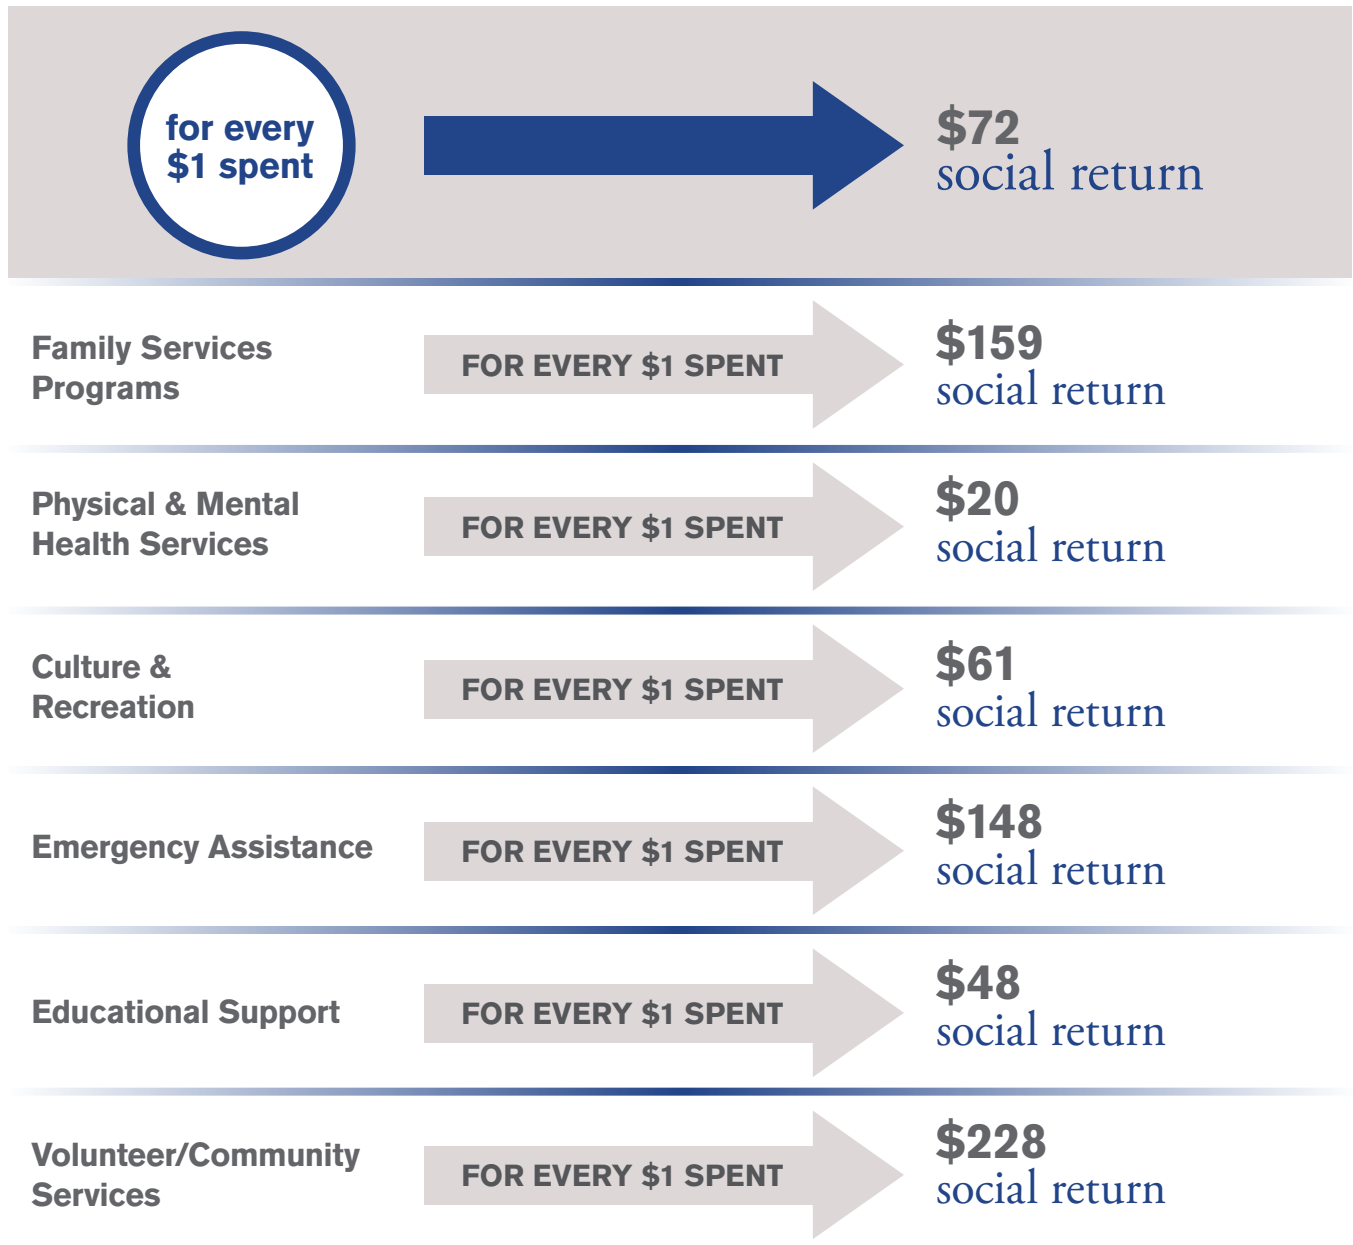 for every
$1 spent
$72
social return
Family Services
Programs
FOR EVERY $1 SPENT
$159
social return
Physical & Mental
Health Services
FOR EVERY $1 SPENT
$20
social return
Culture &
Recreation
FOR EVERY $1 SPENT
$61
social return
Emergency Assistance
FOR EVERY $1 SPENT
$148
social return
Educational Support
FOR EVERY $1 SPENT
$48
social return
Volunteer/Community
Services
FOR EVERY $1 SPENT
$228
social return